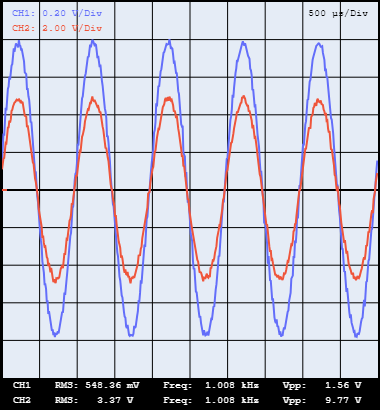 CH1: 0.20 V/Div
500 µs/Div
CH2: 2.00 V/Div
CH1 RMS: 548.36 mV Freq: 1.008 kHz Vpp: 1.56 V
CH2 RMS: 3.37 V Freq: 1.008 kHz Vpp: 9.77 V